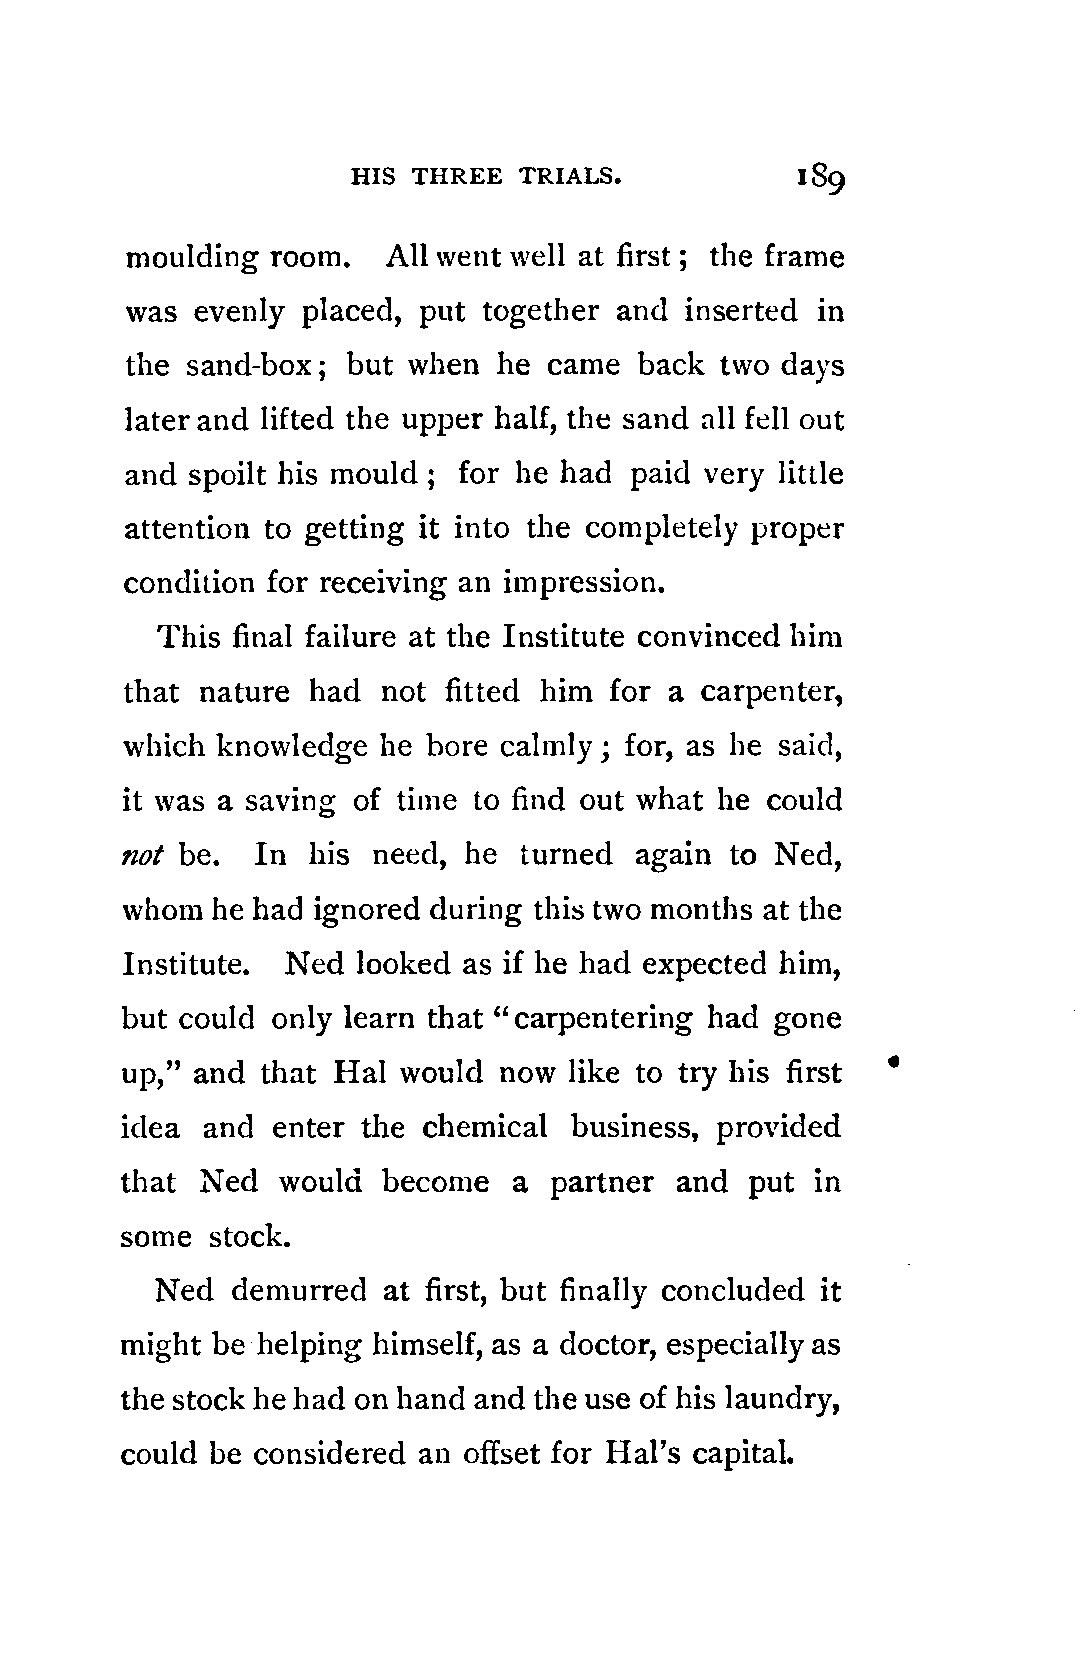 HIS THREE TRIALS. 189
moulding room. All went well at first; the frame
was evenly placed, put together and inserted in
the sand-box; but when he came back two days
later and lifted the upper half, the sand all fell out
and spoilt his mould; for he had paid very little
attention to getting it into the completely proper
condition for receiving an impression.
This final failure at the Institute convinced him
that nature had not fitted him for a carpenter,
which knowledge he bore calmly; for, as he said,
it was a saving of time to find out what he could
not be. In his need, he turned again to Ned,
whom he had ignored during this two months at the
Institute. Ned looked as if he had expected him,
but could only learn that "carpentering had gone
up," and that Hal would now like to try his first
idea and enter the chemical business, provided
that Ned would become a partner and put in
some stock.
Ned demurred at first, but finally concluded it
might be helping himself, as a doctor, especially as
the stock he had on hand and the use of his laundry,
could be considered an offset for Hal's capital.